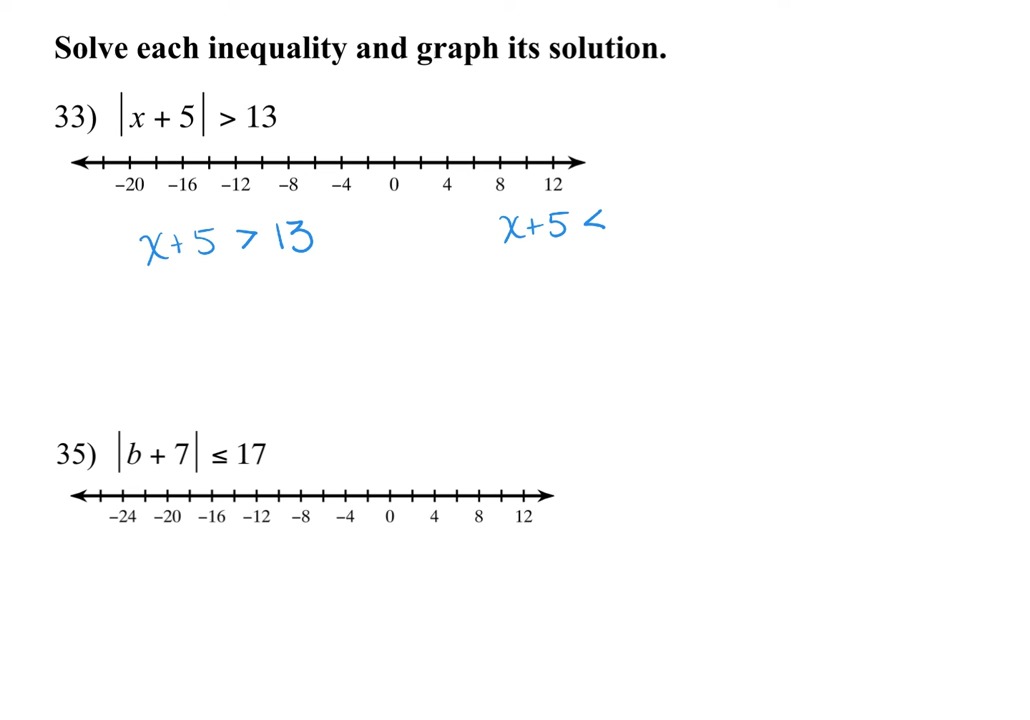 Solve each inequality and graph its solution.
33) |x + 5| > 13
−20 −16 −12 −8 −4 0 4 8 12
x+5 > 13 x+5 <
35) |b + 7| ≤ 17
−24 −20 −16 −12 −8 −4 0 4 8 12